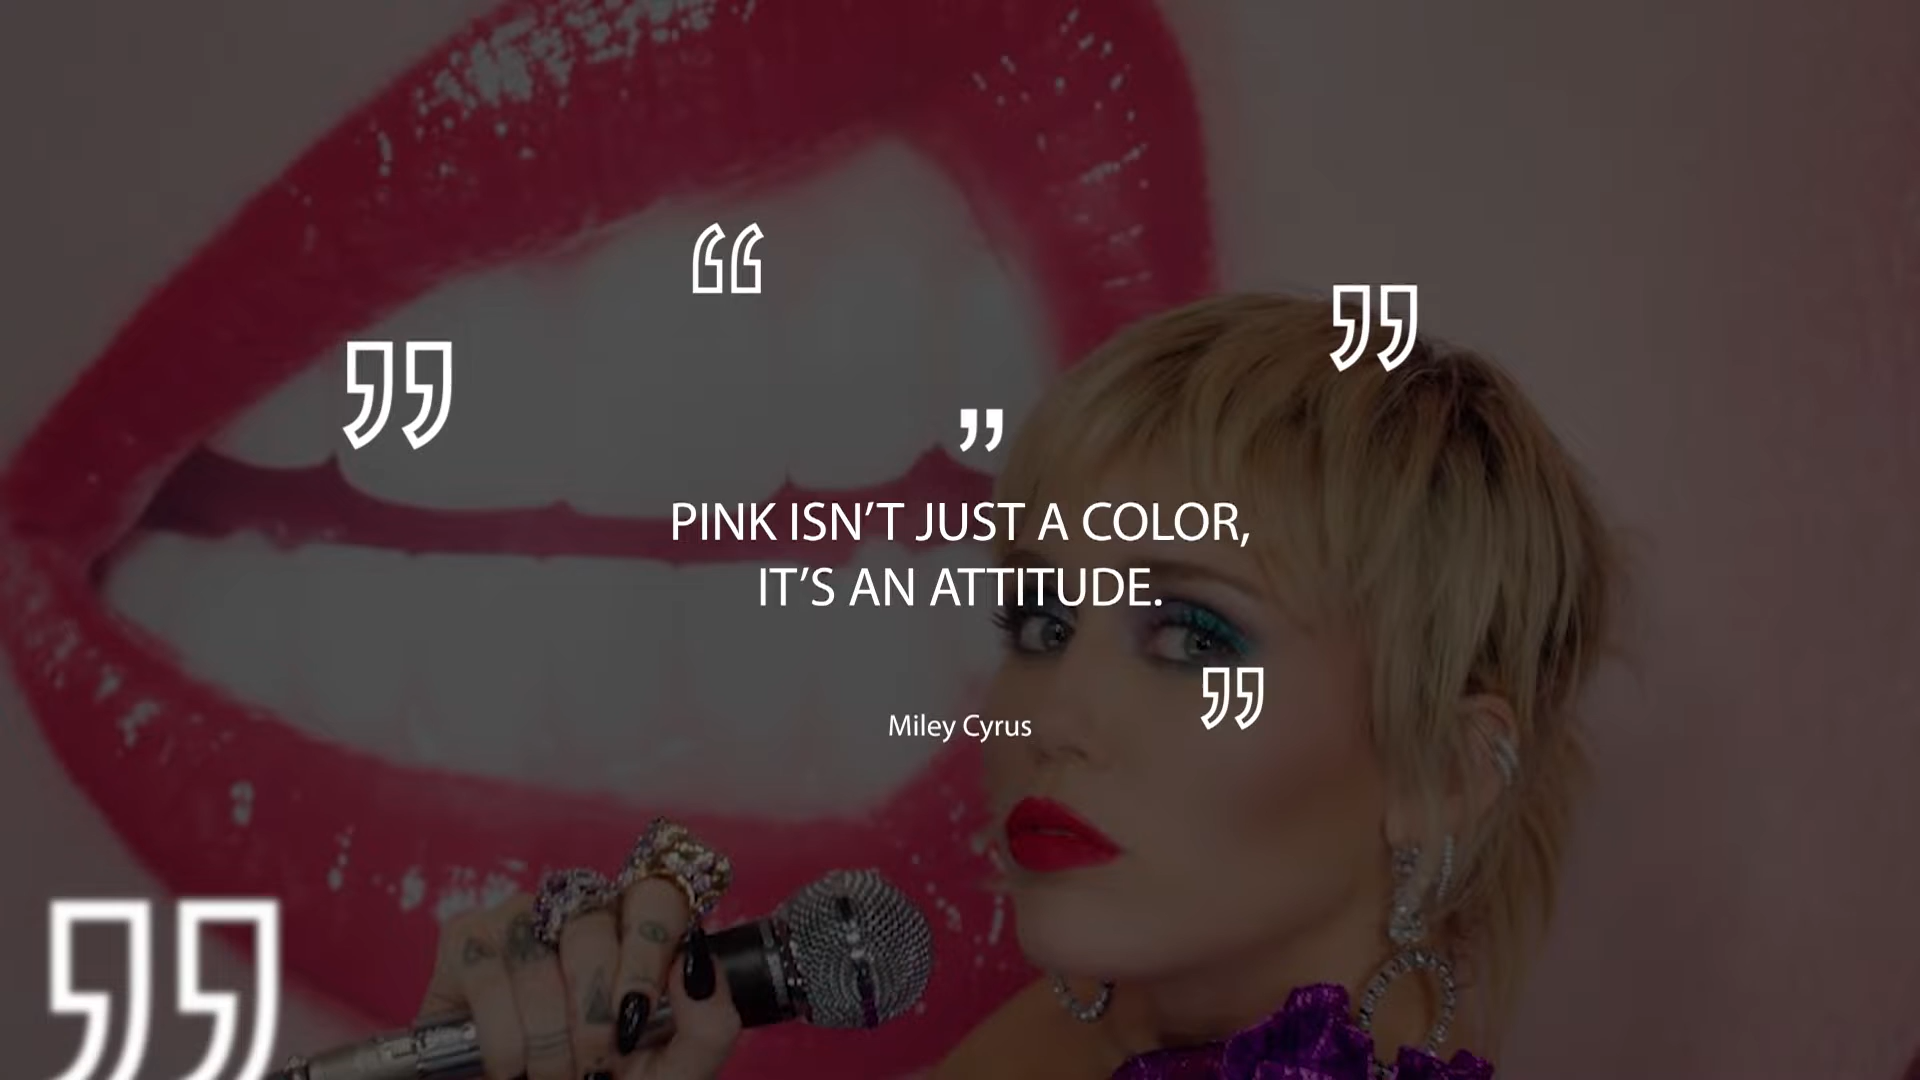 “
”
”
”
PINK ISN’T JUST A COLOR,
IT’S AN ATTITUDE.
”
Miley Cyrus
”